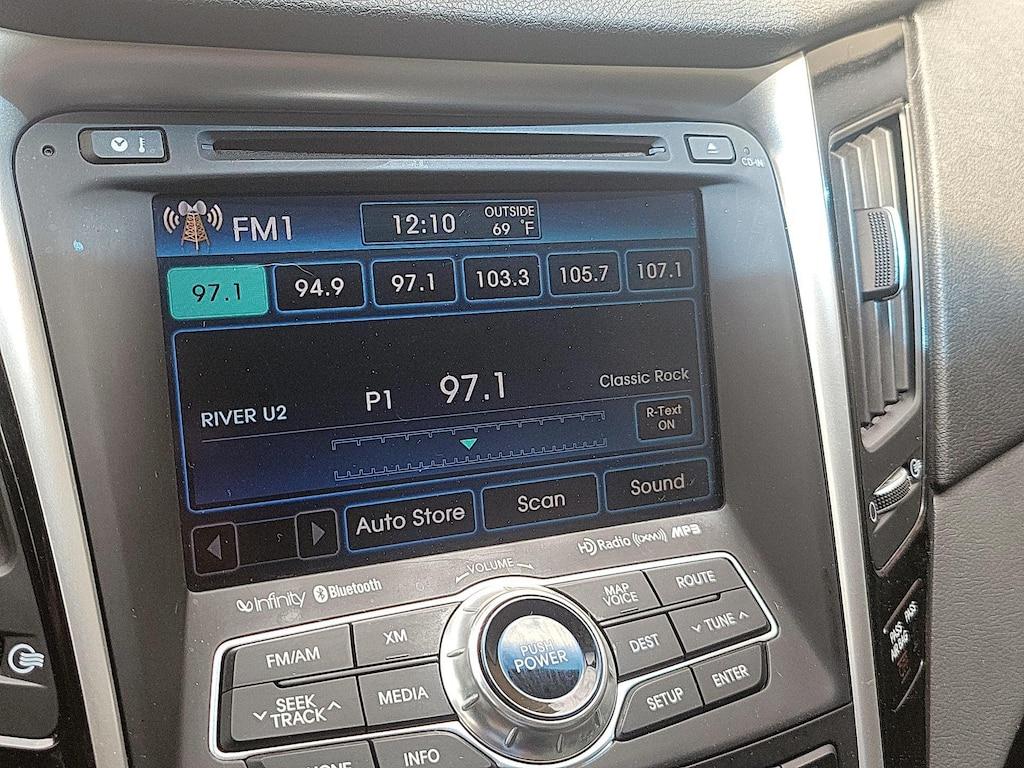 CD-IN
FM1
12:10
OUTSIDE
69 °F
97.1 94.9 97.1 103.3 105.7 107.1
RIVER U2
P1 97.1
Classic Rock
R-Text
ON
Auto Store Scan Sound
HD Radio ((XM)) MP3
Infinity Bluetooth
VOLUME
FM/AM XM
SEEK
TRACK
MEDIA
INFO
PUSH
POWER
MAP
VOICE
ROUTE
DEST
TUNE
SETUP
ENTER
PASS